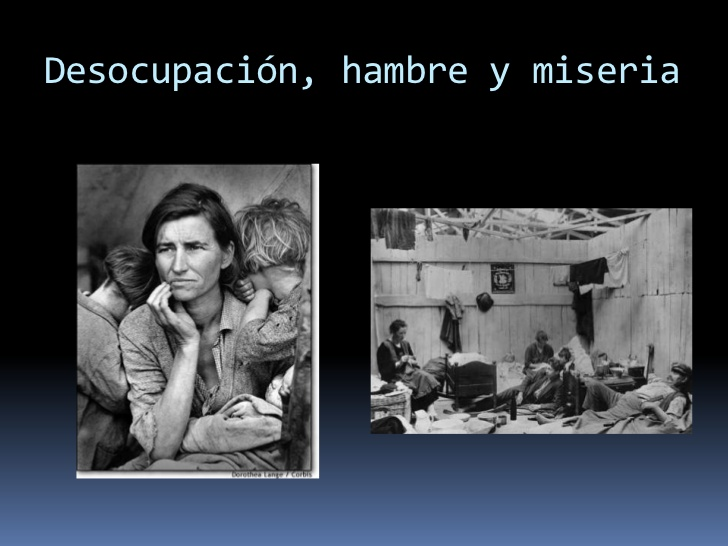 Desocupación, hambre y miseria
Dorothea Lange / Corbis